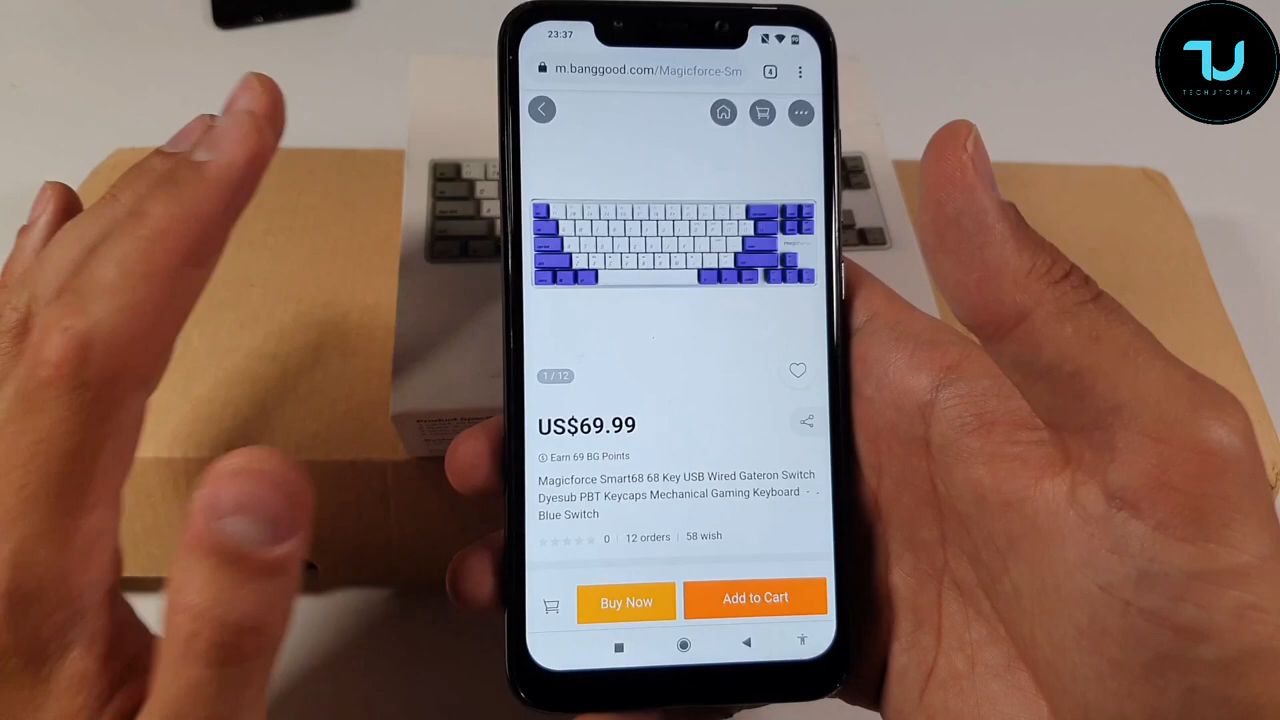 TECHUTOPIA
23:37
m.banggood.com/Magicforce-Sm
4
1 / 12
US$69.99
Earn 69 BG Points
Magicforce Smart68 68 Key USB Wired Gateron Switch
Dyesub PBT Keycaps Mechanical Gaming Keyboard - -
Blue Switch
0 | 12 orders | 58 wish
Buy Now
Add to Cart